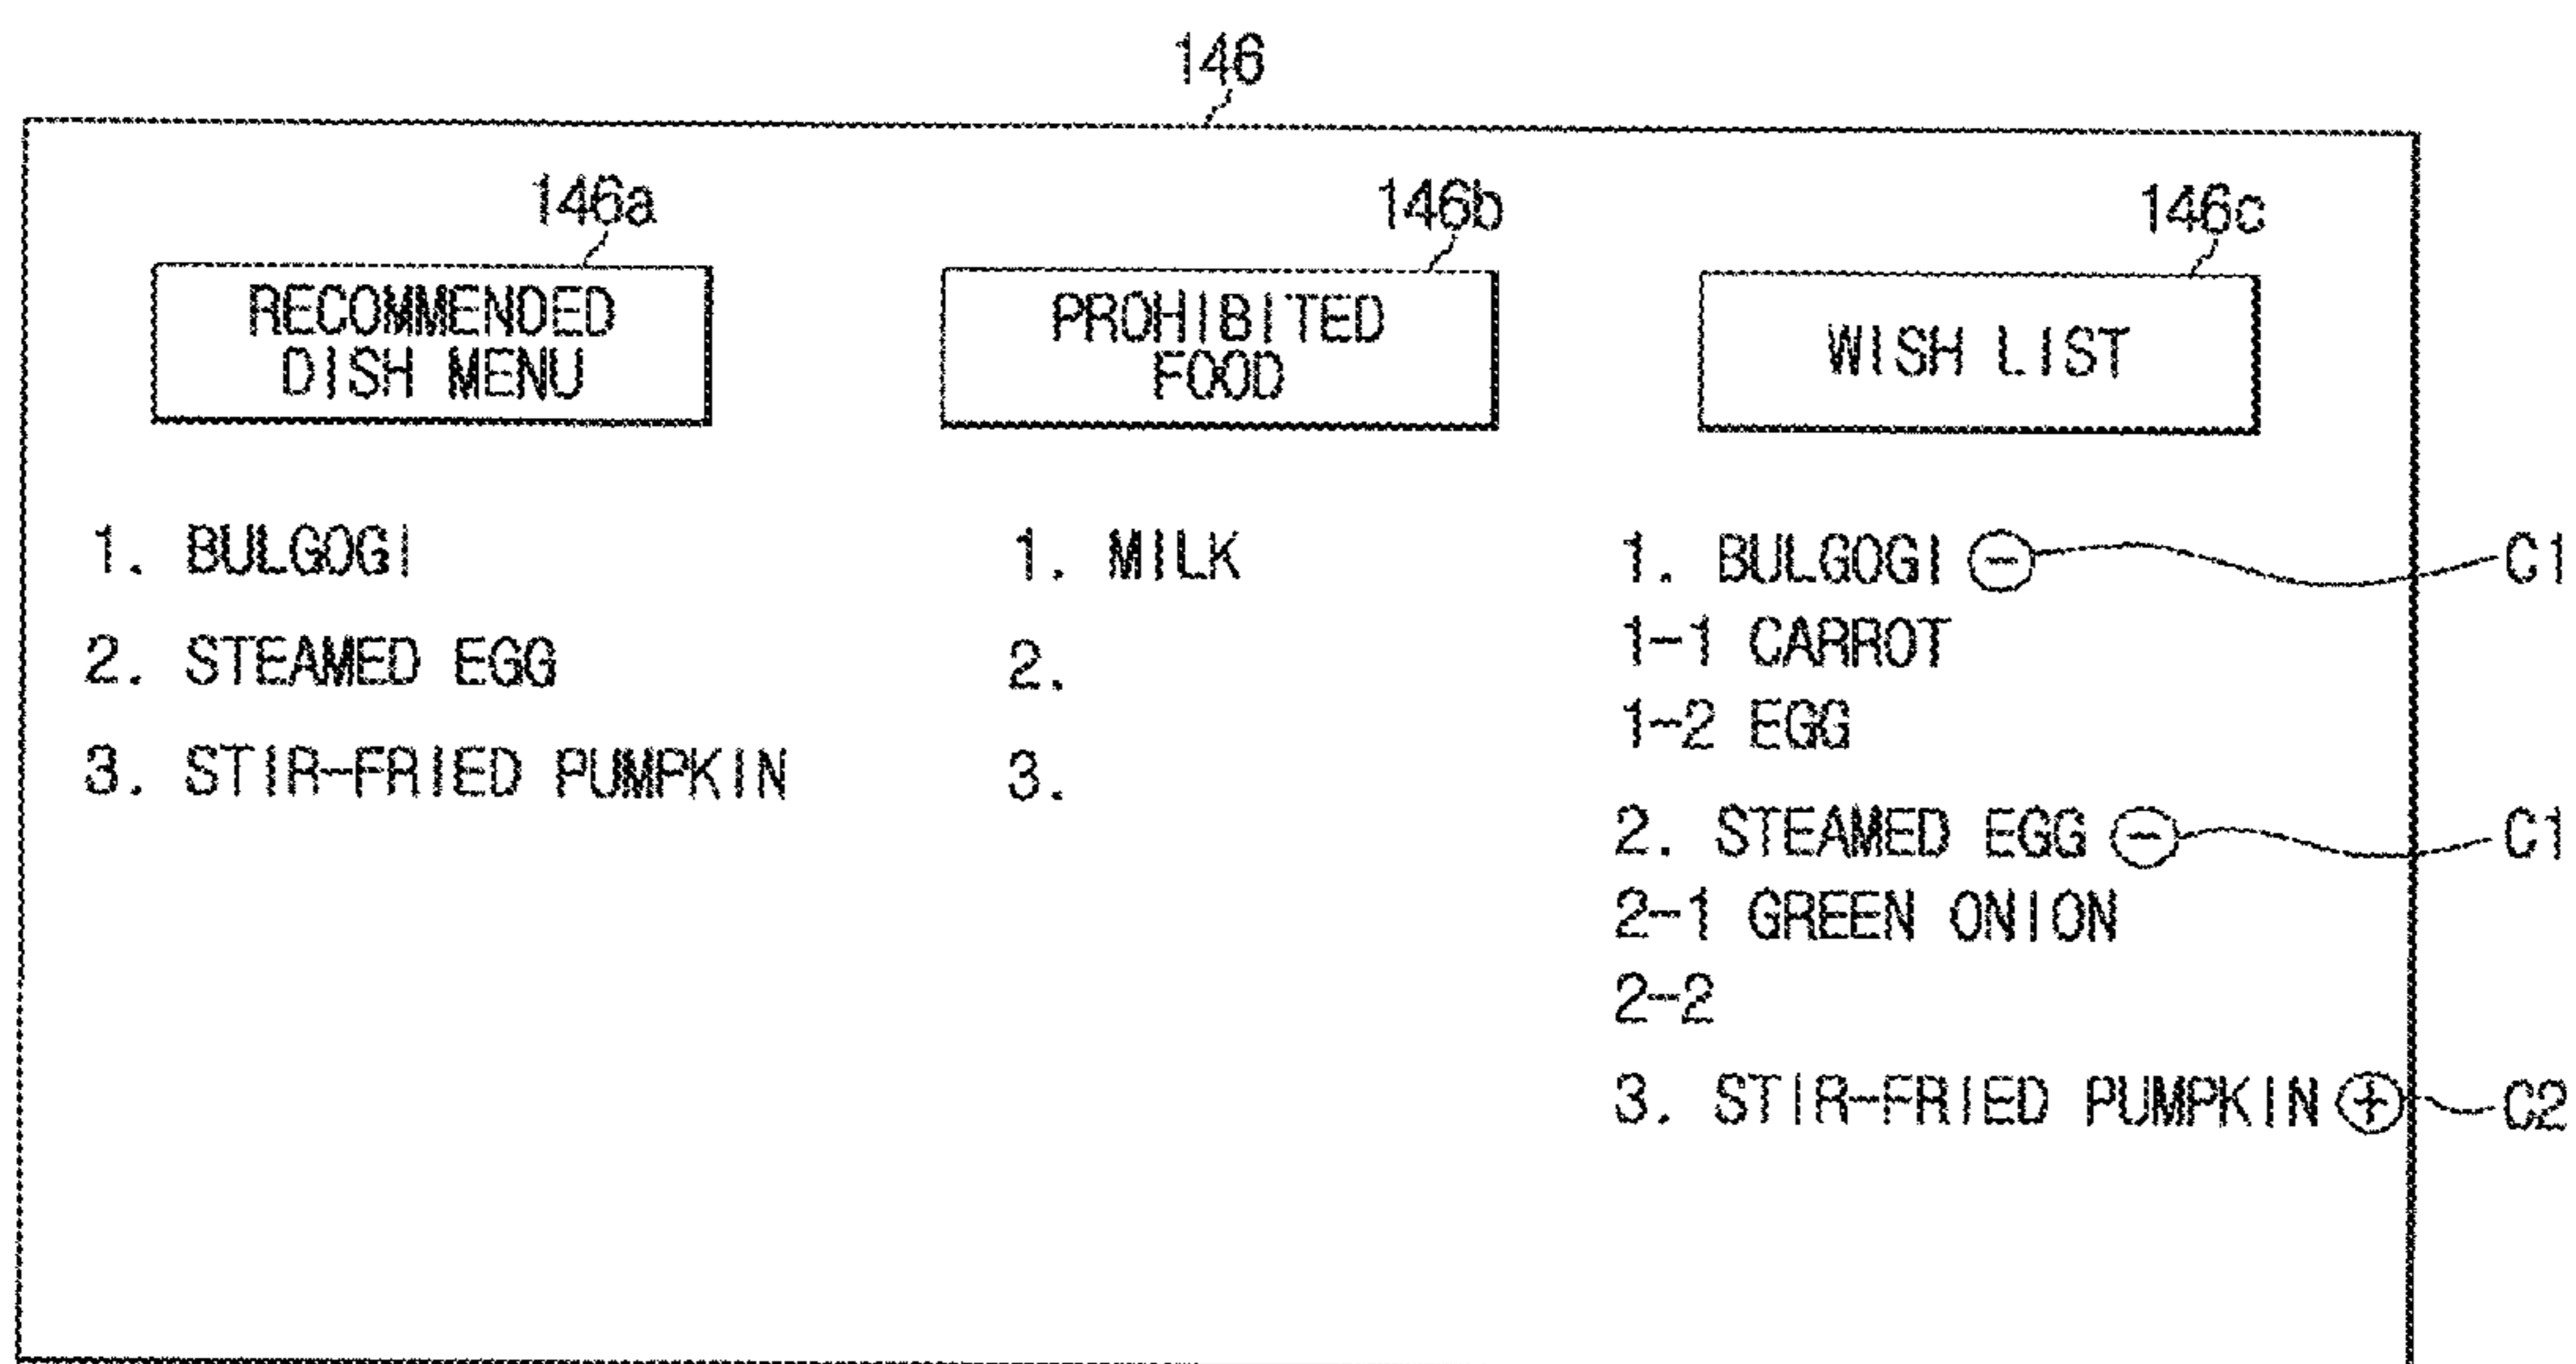 146
146a
RECOMMENDED
DISH MENU
1. BULGOGI
2. STEAMED EGG
3. STIR-FRIED PUMPKIN
146b
PROHIBITED
FOOD
1. MILK
2.
3.
146c
WISH LIST
1. BULGOGI ⊖ C1
1-1 CARROT
1-2 EGG
2. STEAMED EGG ⊖ C1
2-1 GREEN ONION
2-2
3. STIR-FRIED PUMPKIN ⊕ C2